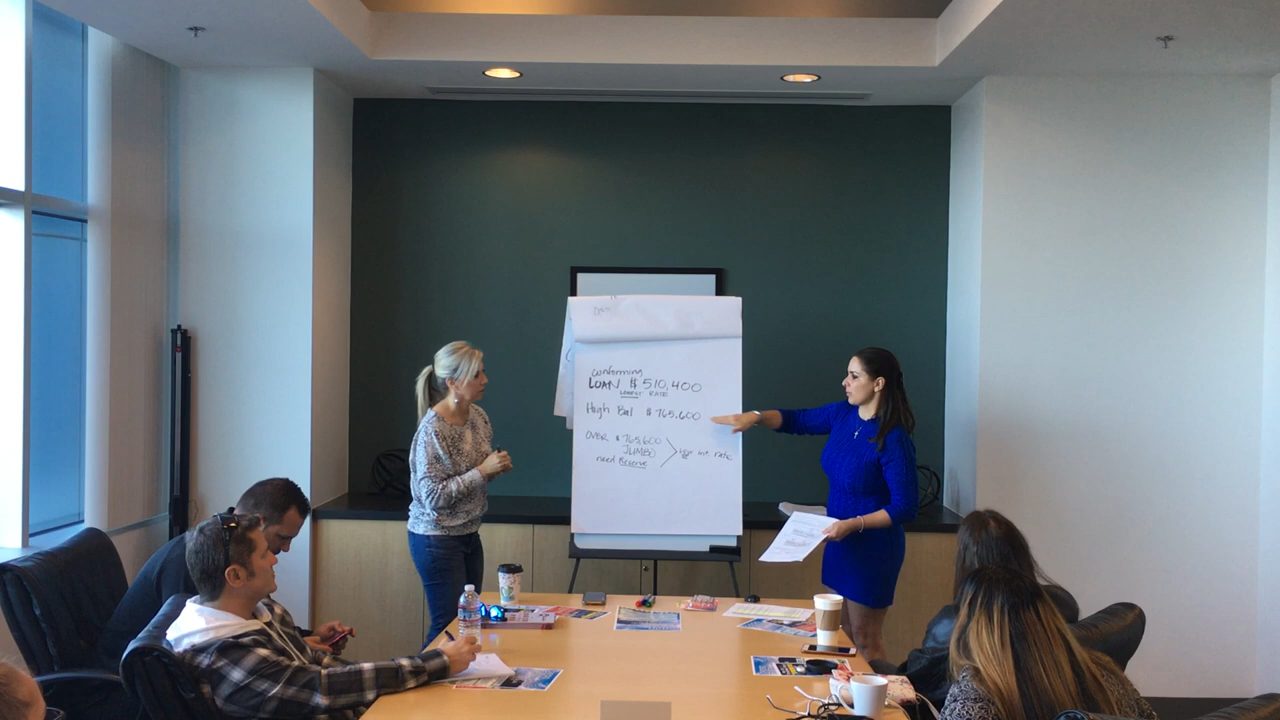 conforming
LOAN $510,400
LOWEST RATE
High Bal $765,600
OVER $765,600
JUMBO
need Reserve